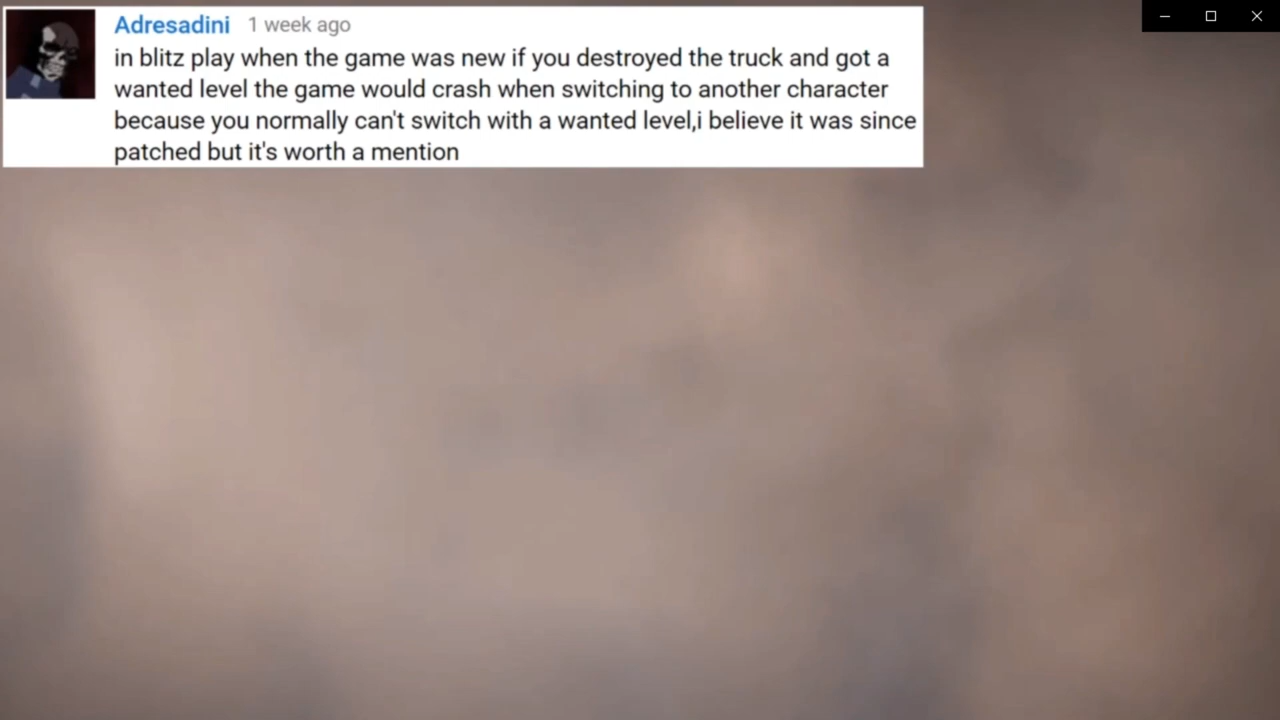 Adresadini 1 week ago
in blitz play when the game was new if you destroyed the truck and got a
wanted level the game would crash when switching to another character
because you normally can't switch with a wanted level,i believe it was since
patched but it's worth a mention